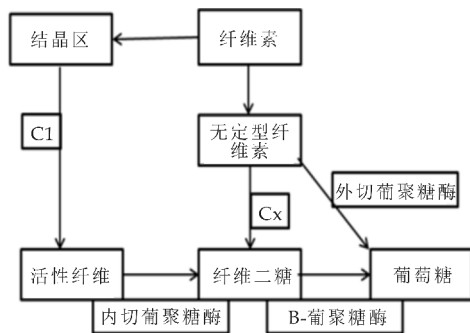 结晶区
纤维素
C1
无定型纤
维素
外切葡聚糖酶
Cx
活性纤维
纤维二糖
葡萄糖
内切葡聚糖酶
B-葡聚糖酶